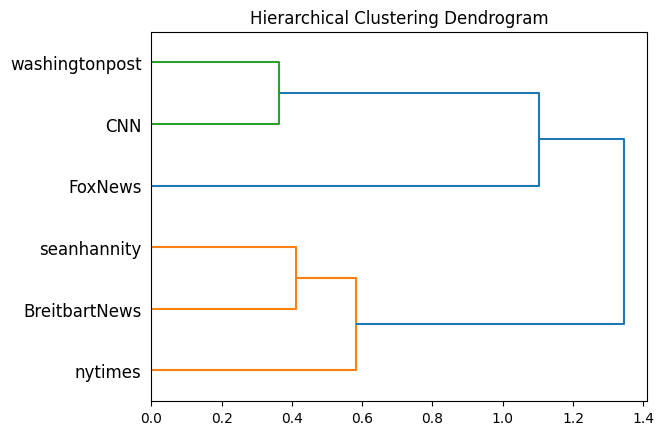 Hierarchical Clustering Dendrogram
washingtonpost
CNN
FoxNews
seanhannity
BreitbartNews
nytimes
0.0 0.2 0.4 0.6 0.8 1.0 1.2 1.4